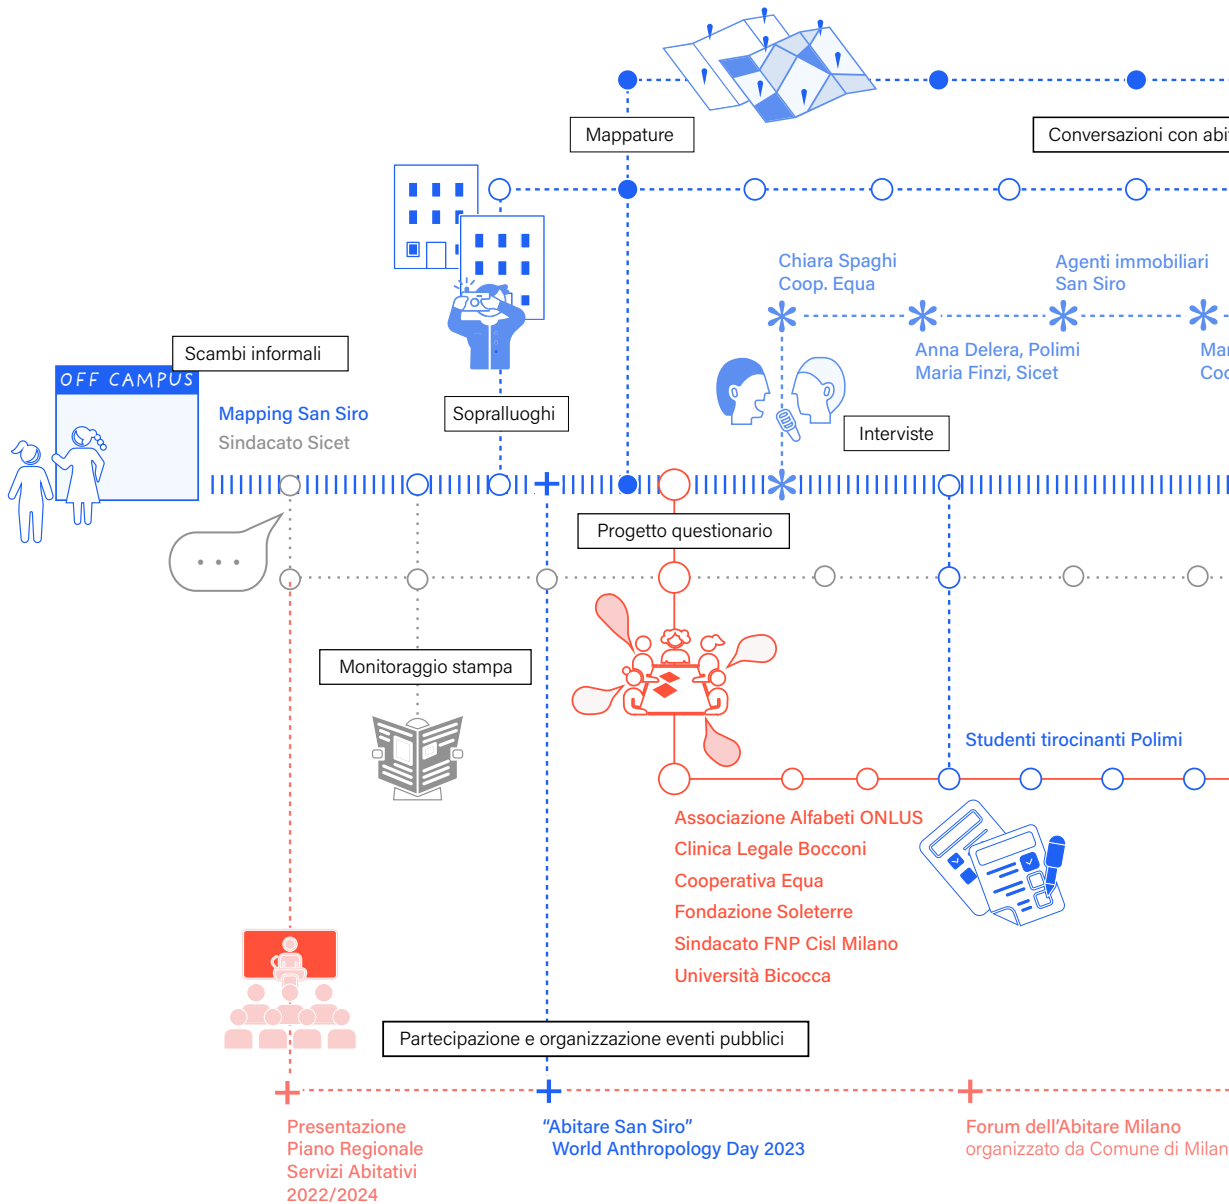 Mappature
Conversazioni con abi
Chiara Spaghi
Coop. Equa
Agenti immobiliari
San Siro
Anna Delera, Polimi
Maria Finzi, Sicet
Mar
Coo
Scambi informali
OFF CAMPUS
Mapping San Siro
Sindacato Sicet
Sopralluoghi
Interviste
Progetto questionario
Monitoraggio stampa
Studenti tirocinanti Polimi
Associazione Alfabeti ONLUS
Clinica Legale Bocconi
Cooperativa Equa
Fondazione Soleterre
Sindacato FNP Cisl Milano
Università Bicocca
Partecipazione e organizzazione eventi pubblici
Presentazione
Piano Regionale
Servizi Abitativi
2022/2024
“Abitare San Siro”
World Anthropology Day 2023
Forum dell'Abitare Milano
organizzato da Comune di Milan